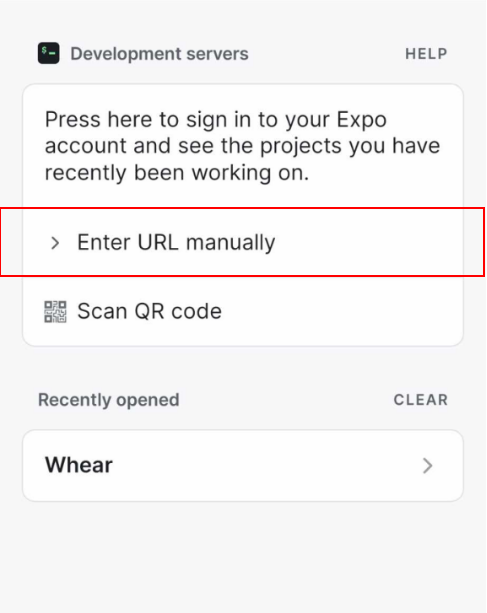 Development servers HELP
Press here to sign in to your Expo
account and see the projects you have
recently been working on.
Enter URL manually
Scan QR code
Recently opened CLEAR
Whear